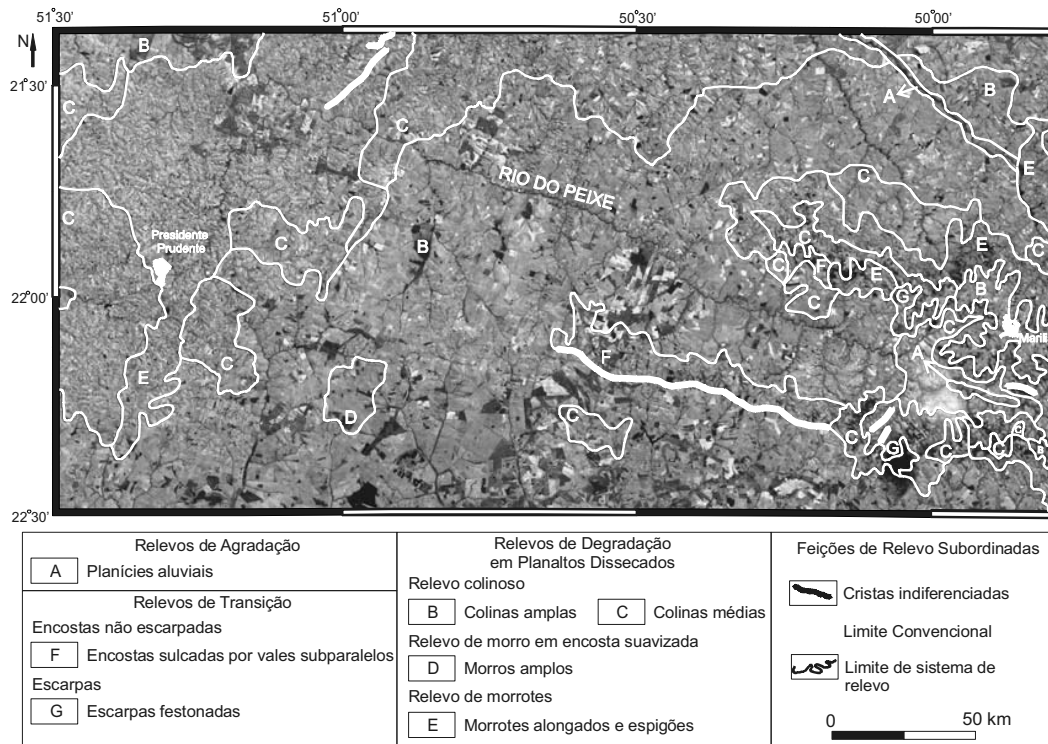 51°30'
51°00'
50°30'
50°00'
N
21°30'
22°00'
22°30'
B
C
C
B
A
B
E
C
RIO DO PEIXE
C
Presidente
Prudente
C
B
C
E
C
C
F
E
C
G
B
C
C
F
A
E
D
C
C
G
C
C
Relevos de Agradação
A Planícies aluviais
Relevos de Transição
Encostas não escarpadas
F Encostas sulcadas por vales subparalelos
Escarpas
G Escarpas festonadas
Relevos de Degradação
em Planaltos Dissecados
Relevo colinoso
B Colinas amplas C Colinas médias
Relevo de morro em encosta suavizada
D Morros amplos
Relevo de morrotes
E Morrotes alongados e espigões
Feições de Relevo Subordinadas
Cristas indiferenciadas
Limite Convencional
Limite de sistema de
relevo
0 50 km